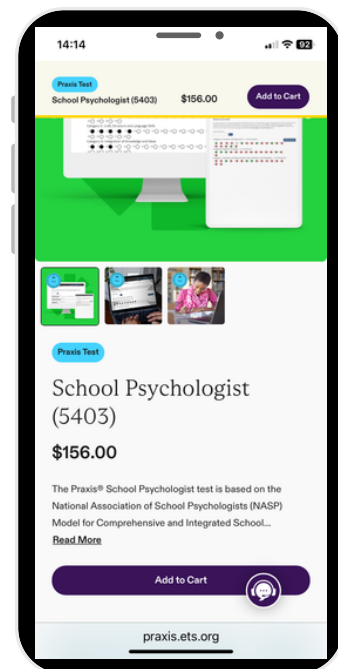 14:14
92
Praxis Test
School Psychologist (5403)
$156.00
Add to Cart
Praxis Test
School Psychologist
(5403)
$156.00
The Praxis® School Psychologist test is based on the
National Association of School Psychologists (NASP)
Model for Comprehensive and Integrated School...
Read More
Add to Cart
praxis.ets.org